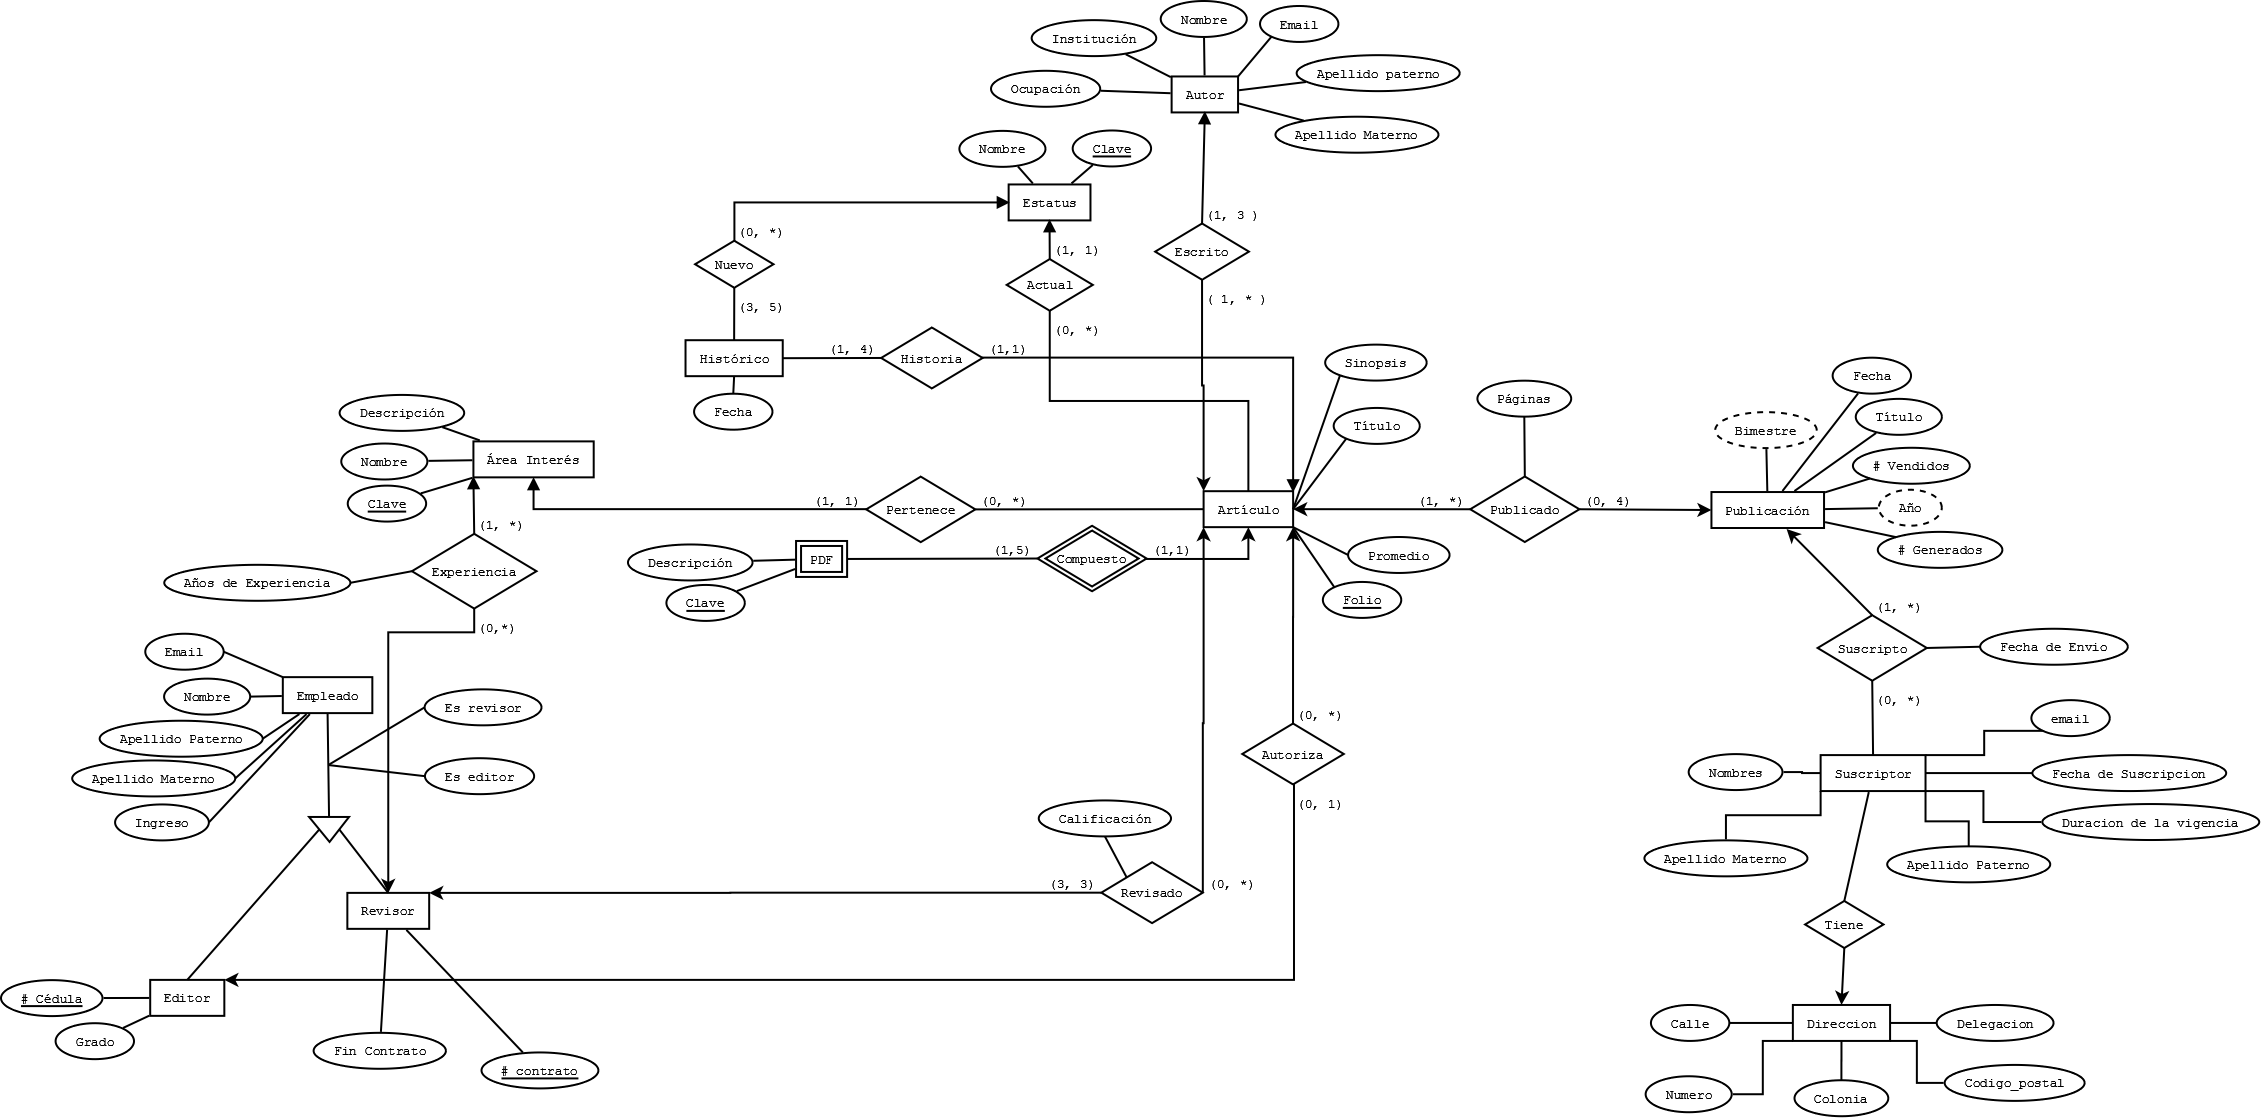 Nombre
Email
Institución
Apellido paterno
Ocupación
Autor
Apellido Materno
Nombre
Clave
Estatus
(1, 3 )
(0, *)
(1, 1)
Escrito
Nuevo
Actual
(3, 5)
( 1, * )
(0, *)
Histórico
(1, 4)
Historia
(1,1)
Sinopsis
Fecha
Fecha
Páginas
Descripción
Título
Título
Bimestre
Nombre
Área Interés
# Vendidos
Clave
(1, 1)
Pertenece
(0, *)
Artículo
(1, *)
Publicado
(0, 4)
Publicación
Año
(1, *)
# Generados
Descripción
PDF
(1,5)
Compuesto
(1,1)
Promedio
Años de Experiencia
Experiencia
Clave
Folio
(0,*)
(1, *)
Email
Suscripto
Fecha de Envio
Nombre
Empleado
(0, *)
Es revisor
(0, *)
email
Apellido Paterno
Autoriza
Apellido Materno
Es editor
Nombres
Suscriptor
Fecha de Suscripcion
(0, 1)
Ingreso
Calificación
Duracion de la vigencia
Apellido Materno
Apellido Paterno
(3, 3)
Revisado
(0, *)
Revisor
Tiene
# Cédula
Editor
Grado
Fin Contrato
# contrato
Calle
Direccion
Delegacion
Numero
Colonia
Codigo_postal